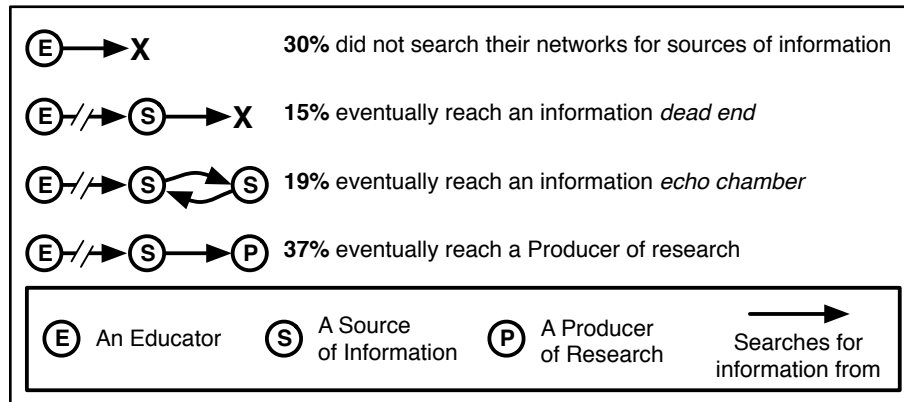 E X 30% did not search their networks for sources of information
E S X 15% eventually reach an information dead end
E S S 19% eventually reach an information echo chamber
E S P 37% eventually reach a Producer of research
E An Educator
S A Source
of Information
P A Producer
of Research
Searches for
information from